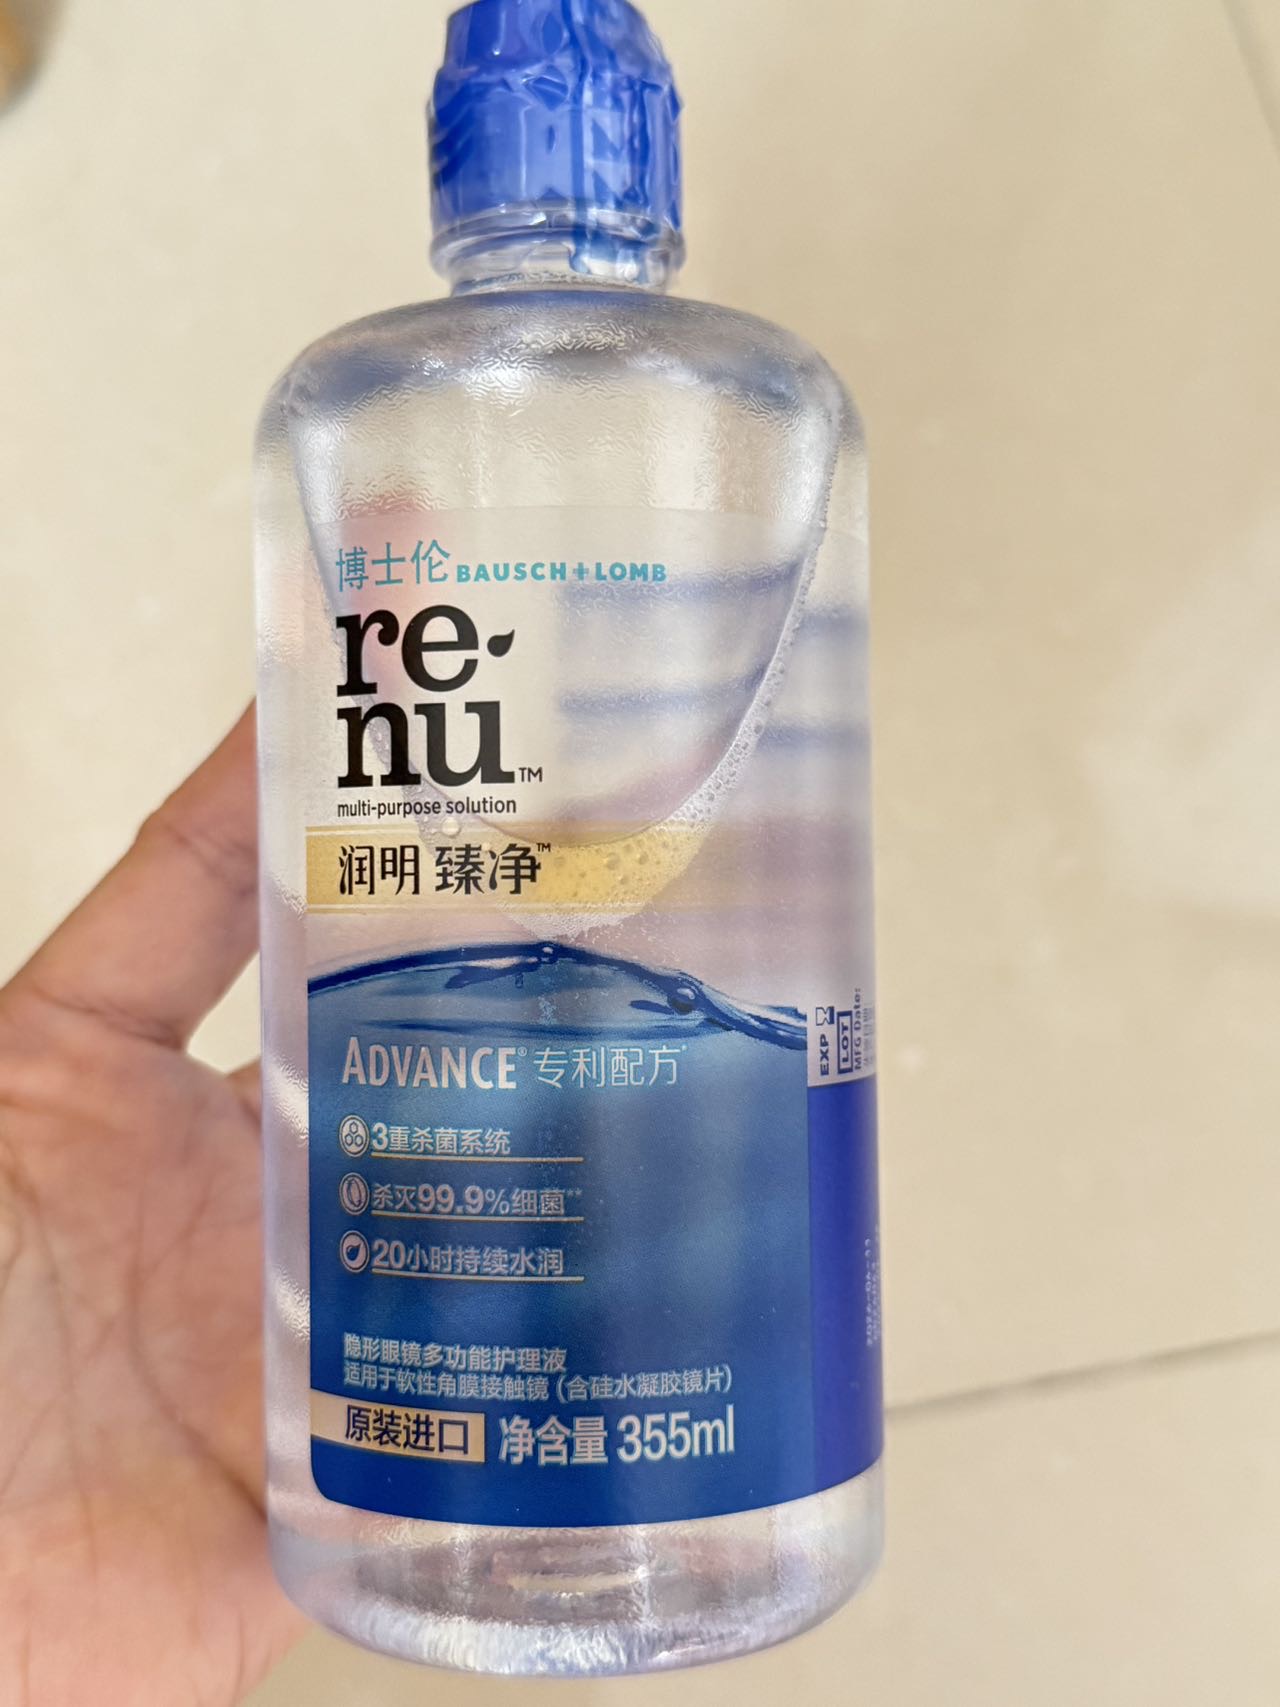 博士伦 BAUSCH+LOMB
re
nu™
multi-purpose solution
润明 臻净™
ADVANCE® 专利配方*
3重杀菌系统
杀灭99.9%细菌**
20小时持续水润
隐形眼镜多功能护理液
适用于软性角膜接触镜（含硅水凝胶镜片）
原装进口 净含量 355ml
EXP
LOT
MFG Date: